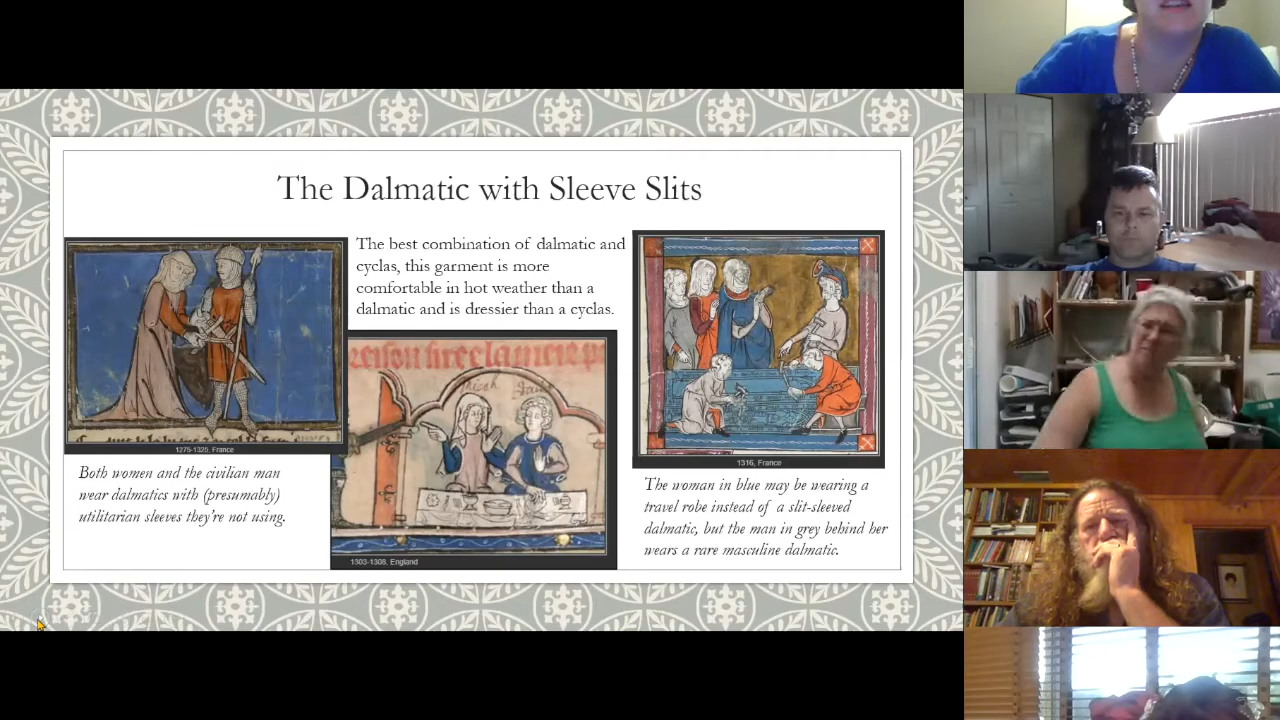 The Dalmatic with Sleeve Slits
The best combination of dalmatic and
cyclas, this garment is more
comfortable in hot weather than a
dalmatic and is dressier than a cyclas.
1275-1325, France
Both women and the civilian man
wear dalmatics with (presumably)
utilitarian sleeves they're not using.
1303-1308, England
1316, France
The woman in blue may be wearing a
travel robe instead of a slit-sleeved
dalmatic, but the man in grey behind her
wears a rare masculine dalmatic.